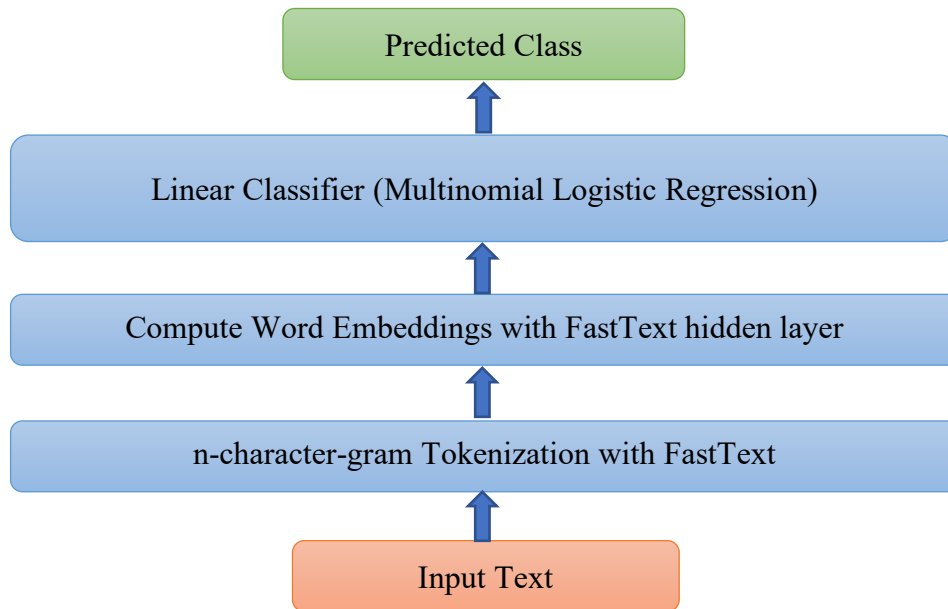 Predicted Class
Linear Classifier (Multinomial Logistic Regression)
Compute Word Embeddings with FastText hidden layer
n-character-gram Tokenization with FastText
Input Text